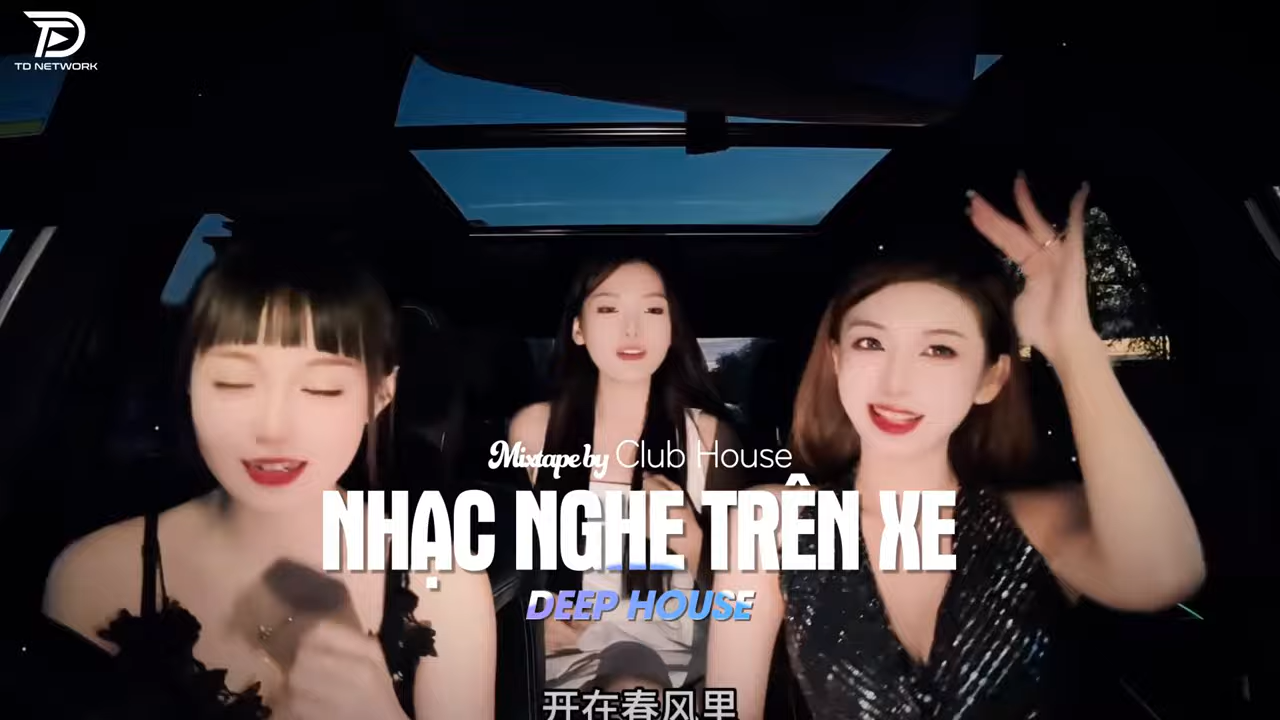 TD NETWORK
Mixtape by Club House
NHẠC NGHE TRÊN XE
DEEP HOUSE
开在春风里